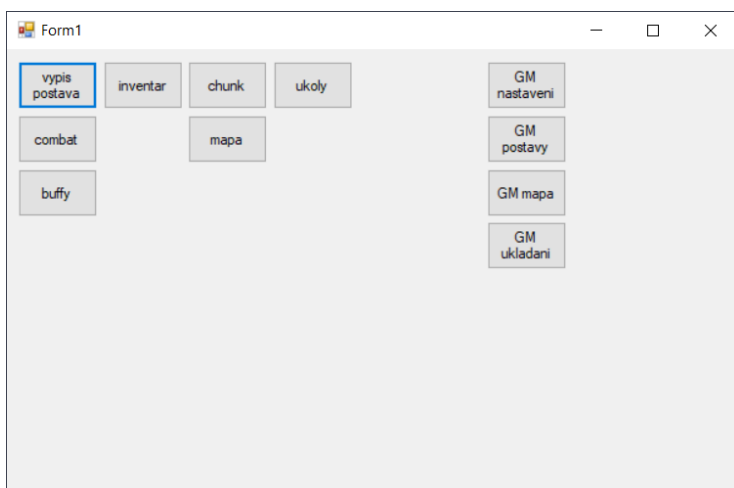 Form1
vypis
postava
inventar
chunk
ukoly
GM
nastaveni
combat
mapa
GM
postavy
buffy
GM mapa
GM
ukladani